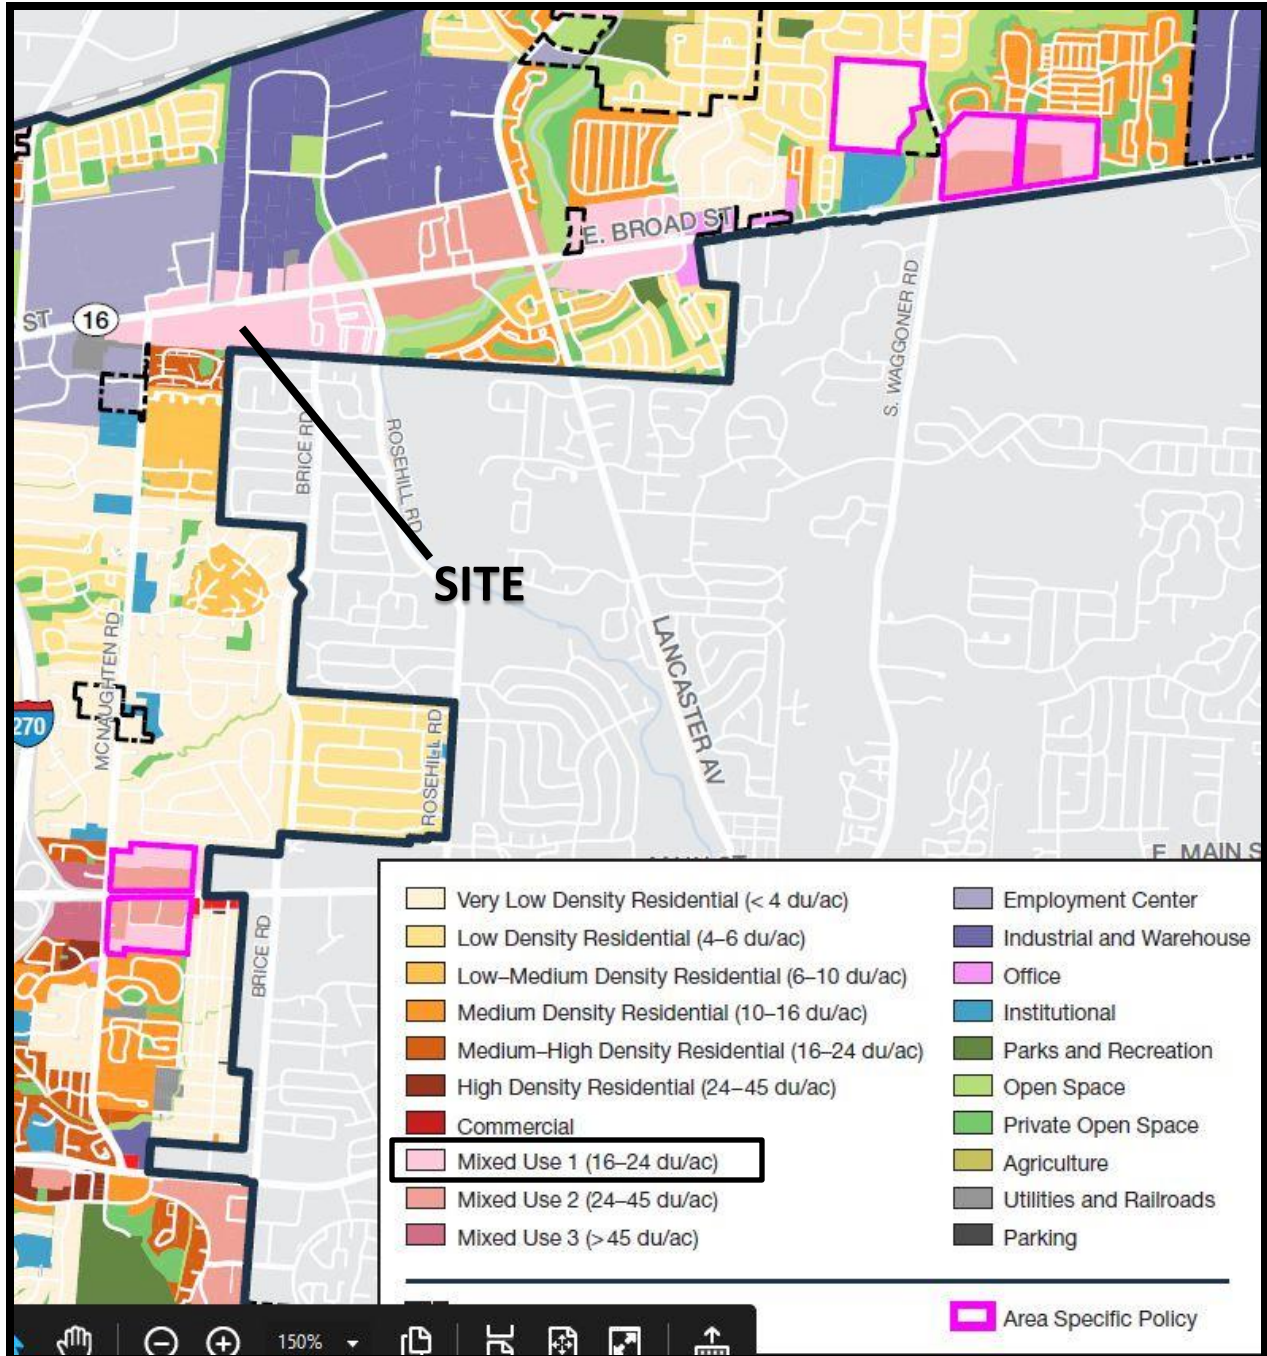 E. BROAD ST
ST
16
S. WAGGONER RD
BRICE RD
ROSEHILL RD
SITE
MCNAUGHTEN RD
LANCASTER AV
270
ROSEHILL RD
E. MAIN S
BRICE RD
Very Low Density Residential (< 4 du/ac)
Low Density Residential (4–6 du/ac)
Low–Medium Density Residential (6–10 du/ac)
Medium Density Residential (10–16 du/ac)
Medium–High Density Residential (16–24 du/ac)
High Density Residential (24–45 du/ac)
Commercial
Mixed Use 1 (16–24 du/ac)
Mixed Use 2 (24–45 du/ac)
Mixed Use 3 (>45 du/ac)
Employment Center
Industrial and Warehouse
Office
Institutional
Parks and Recreation
Open Space
Private Open Space
Agriculture
Utilities and Railroads
Parking
Area Specific Policy
150%